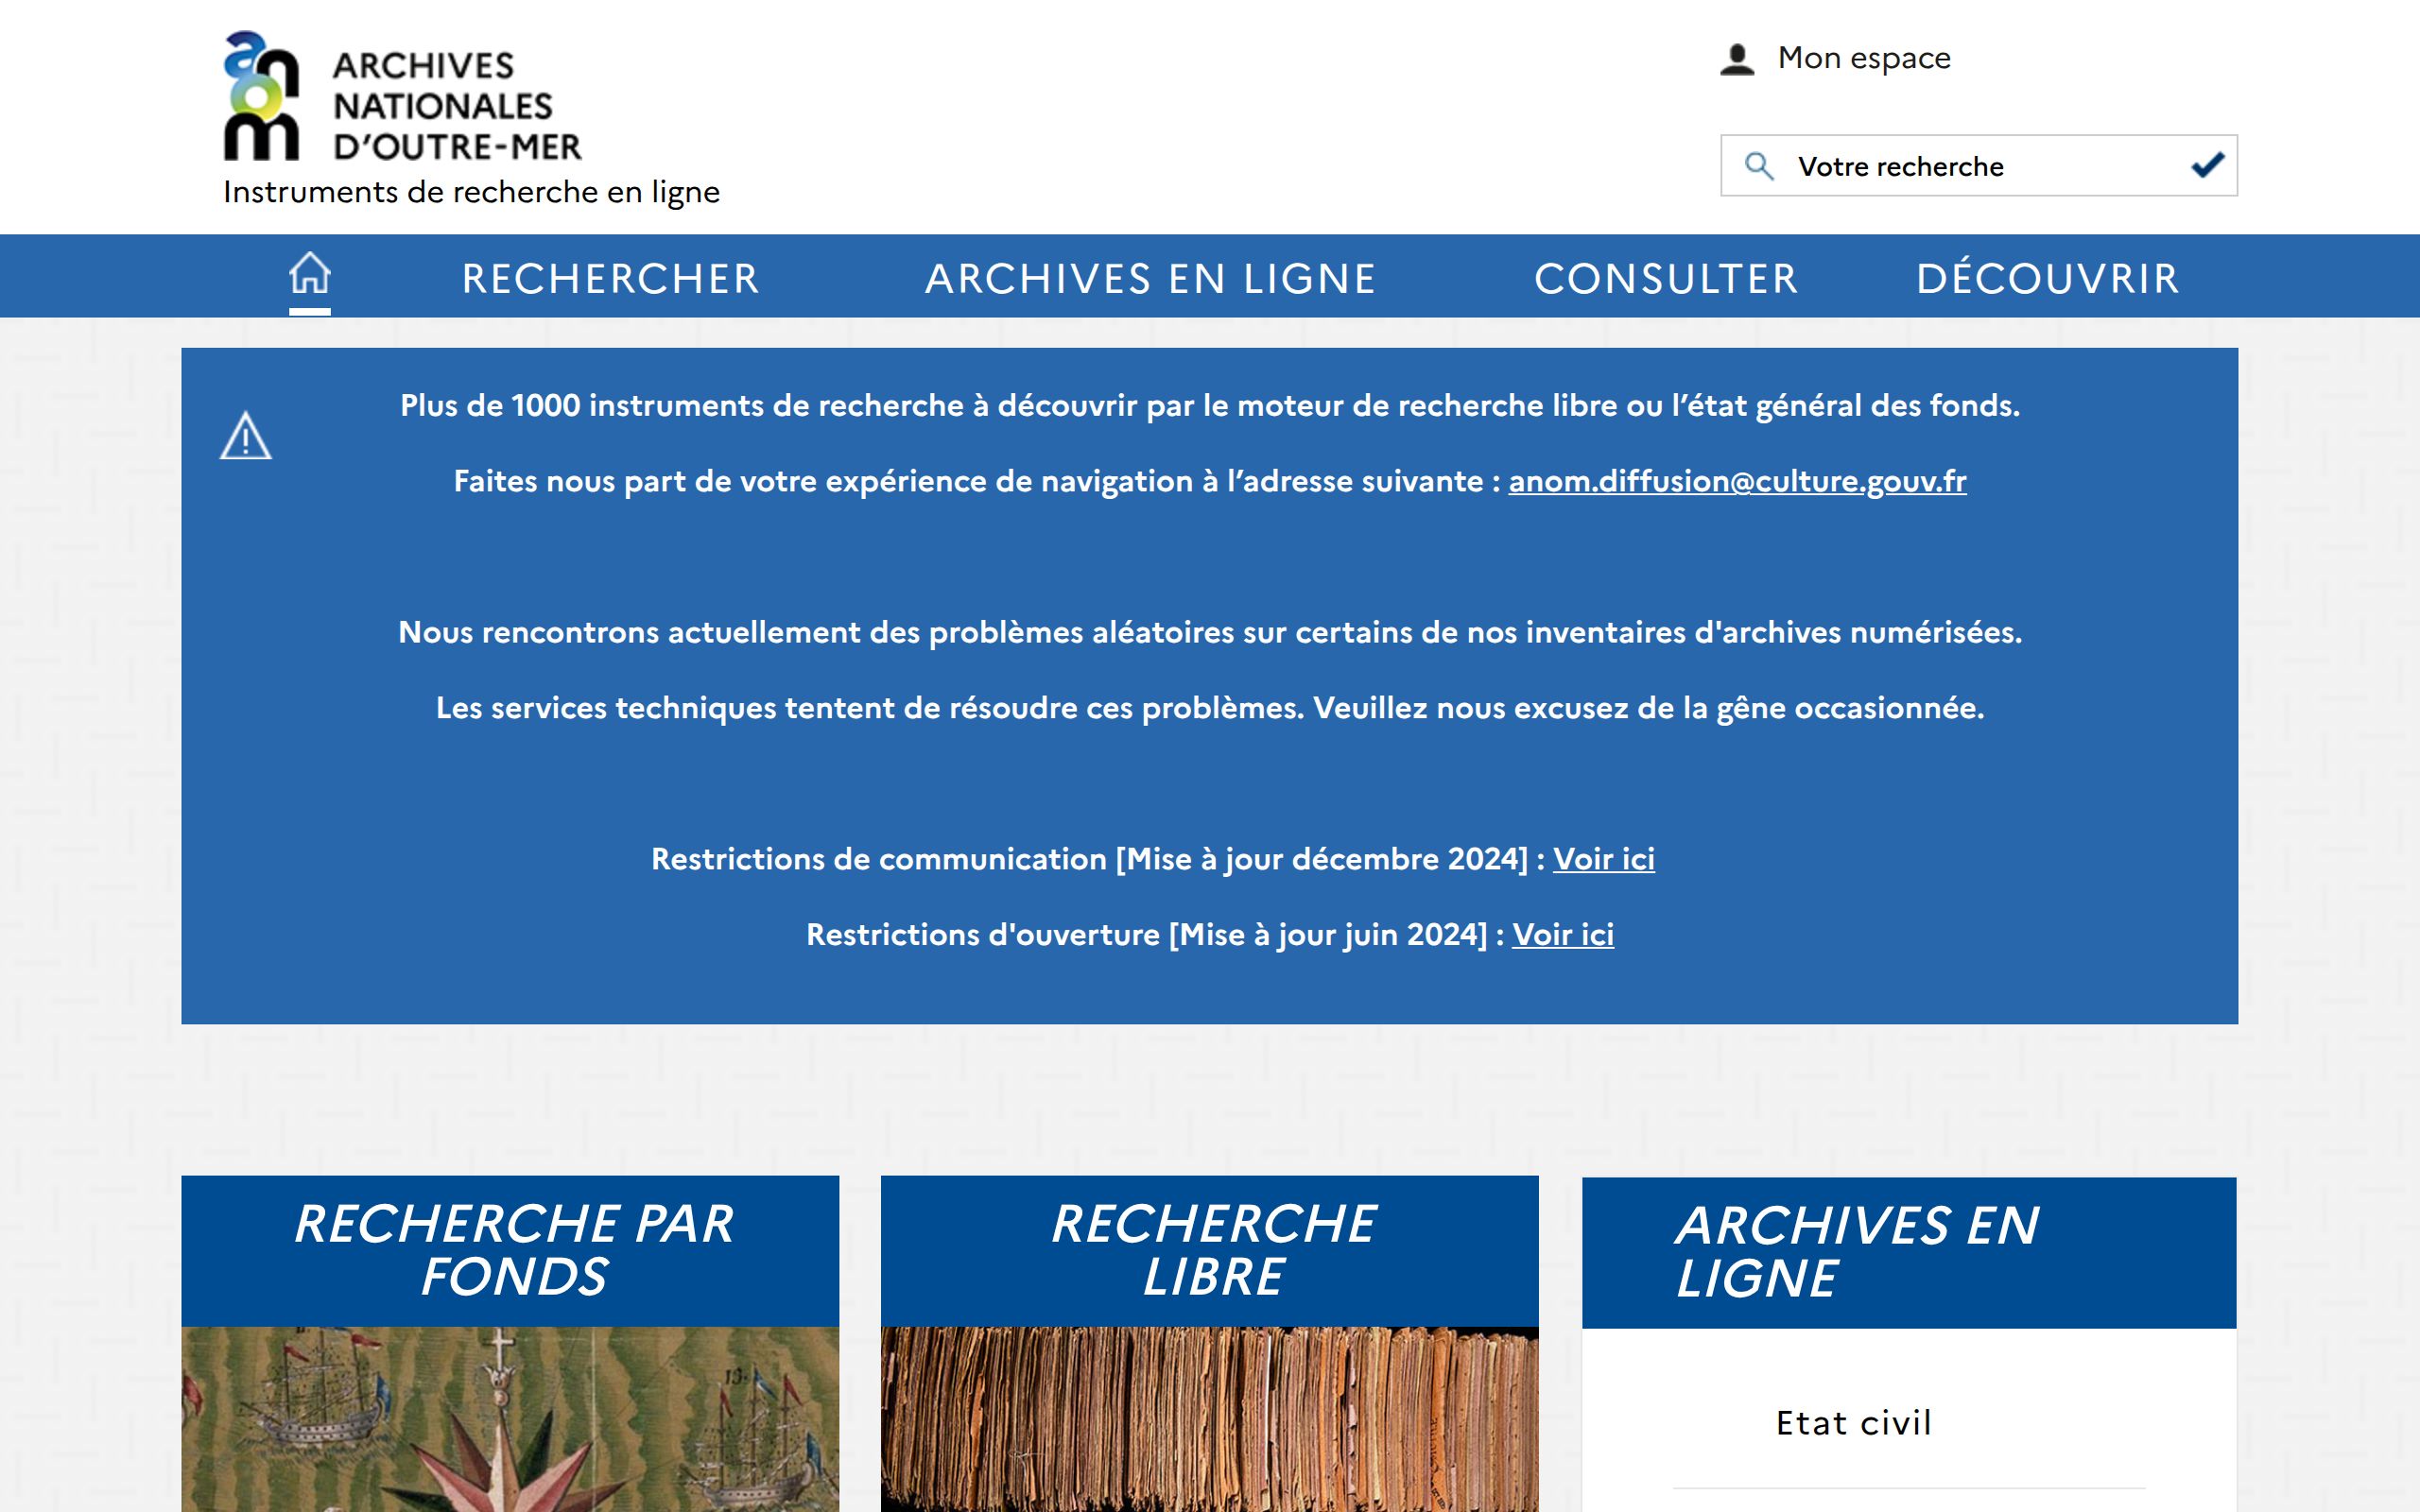 anom
ARCHIVES
NATIONALES
D'OUTRE-MER
Instruments de recherche en ligne
Mon espace
Votre recherche
RECHERCHER
ARCHIVES EN LIGNE
CONSULTER
DÉCOUVRIR
Plus de 1000 instruments de recherche à découvrir par le moteur de recherche libre ou l’état général des fonds.
Faites nous part de votre expérience de navigation à l’adresse suivante : anom.diffusion@culture.gouv.fr
Nous rencontrons actuellement des problèmes aléatoires sur certains de nos inventaires d'archives numérisées.
Les services techniques tentent de résoudre ces problèmes. Veuillez nous excusez de la gêne occasionnée.
Restrictions de communication [Mise à jour décembre 2024] : Voir ici
Restrictions d'ouverture [Mise à jour juin 2024] : Voir ici
RECHERCHE PAR
FONDS
RECHERCHE
LIBRE
ARCHIVES EN
LIGNE
13.
Etat civil